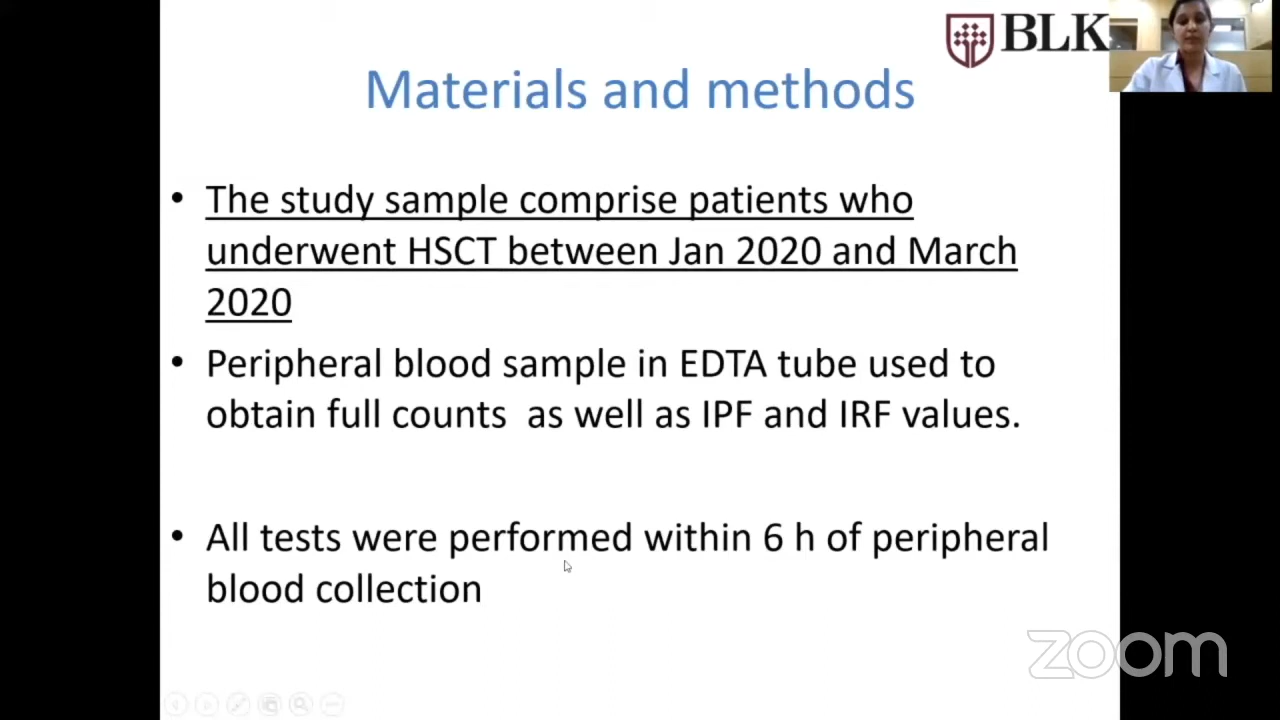 BLK
Materials and methods
• The study sample comprise patients who
underwent HSCT between Jan 2020 and March
2020
• Peripheral blood sample in EDTA tube used to
obtain full counts as well as IPF and IRF values.
• All tests were performed within 6 h of peripheral
blood collection
zoom